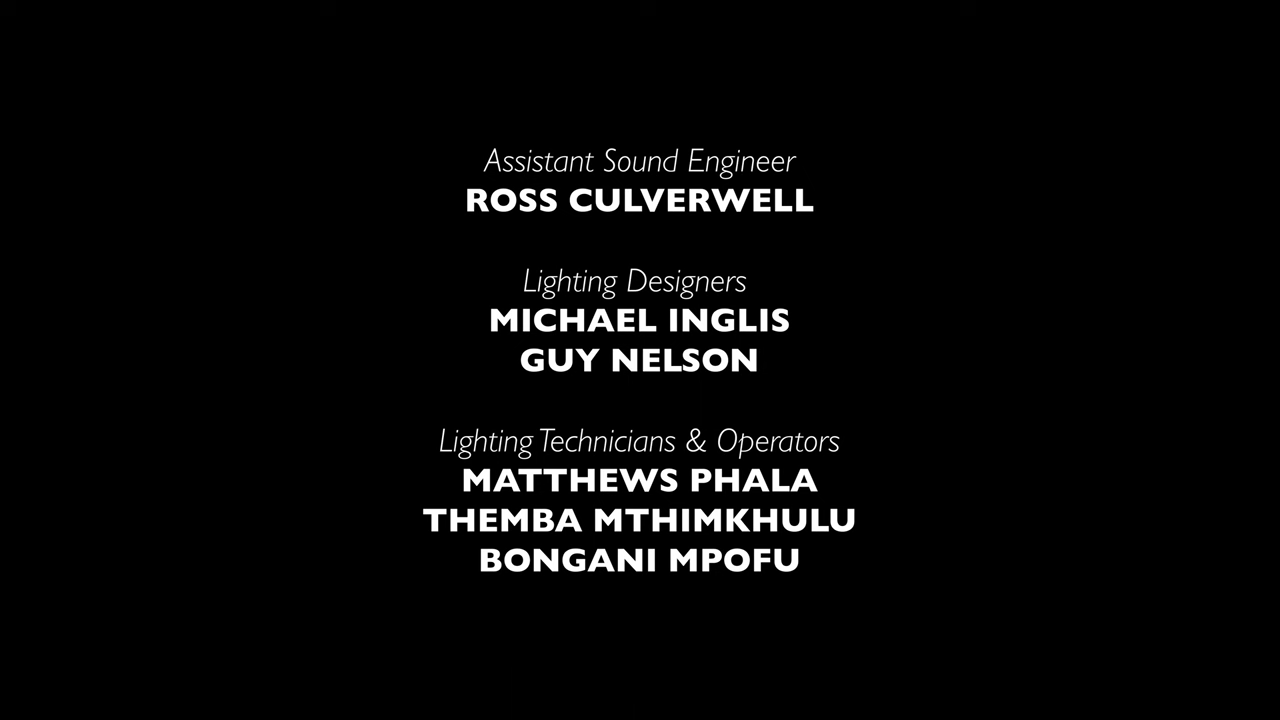 Assistant Sound Engineer
ROSS CULVERWELL
Lighting Designers
MICHAEL INGLIS
GUY NELSON
Lighting Technicians & Operators
MATTHEWS PHALA
THEMBA MTHIMKHULU
BONGANI MPOFU